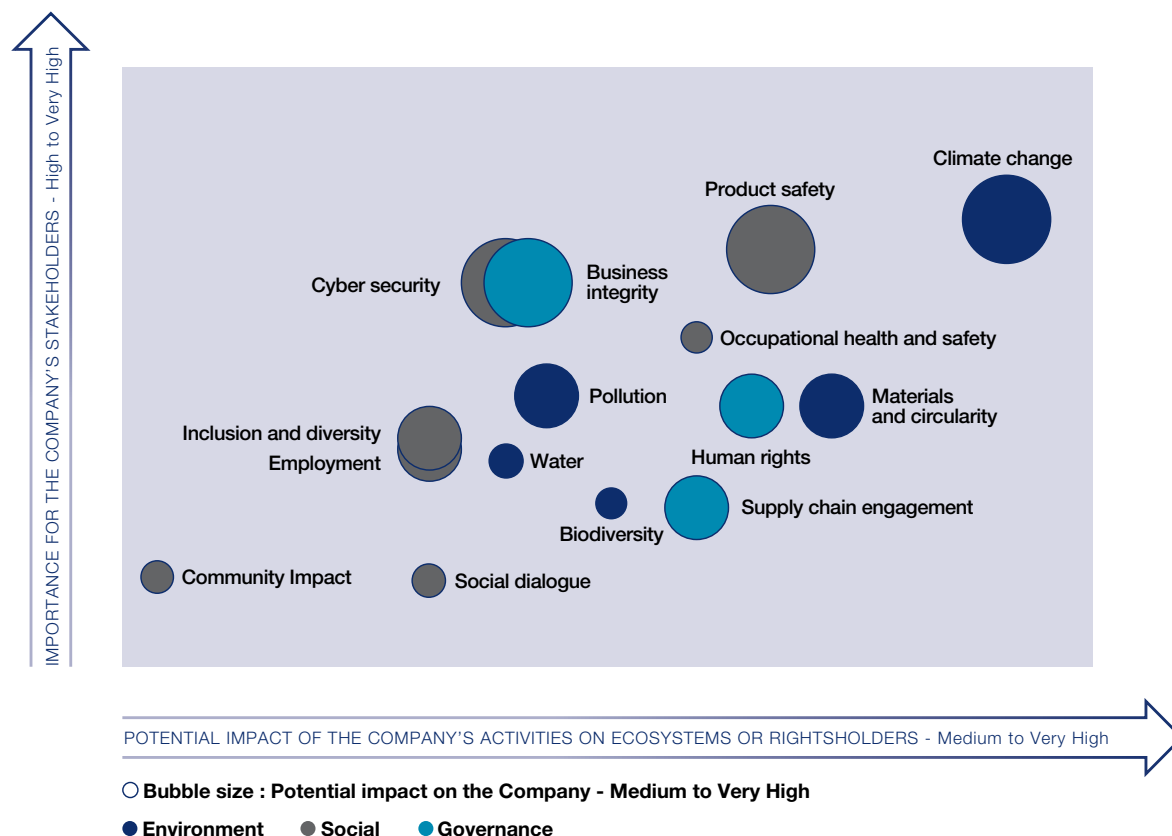 IMPORTANCE FOR THE COMPANY'S STAKEHOLDERS - High to Very High
Climate change
Product safety
Cyber security
Business
integrity
Occupational health and safety
Pollution
Materials
and circularity
Inclusion and diversity
Employment
Water
Human rights
Supply chain engagement
Biodiversity
Community Impact
Social dialogue
POTENTIAL IMPACT OF THE COMPANY'S ACTIVITIES ON ECOSYSTEMS OR RIGHTSHOLDERS - Medium to Very High
Bubble size : Potential impact on the Company - Medium to Very High
Environment Social Governance